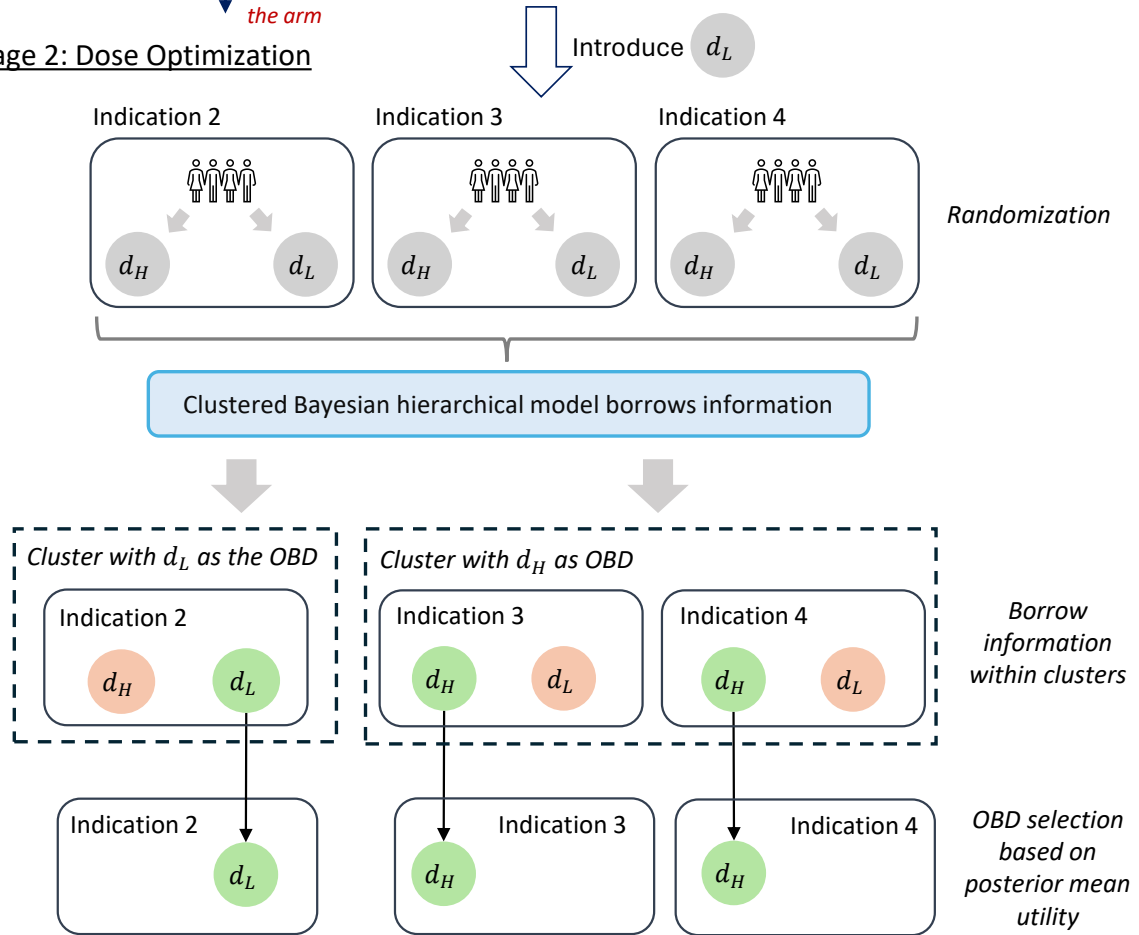 the arm
Introduce d_L
age 2: Dose Optimization
Indication 2
Indication 3
Indication 4
d_H d_L
d_H d_L
d_H d_L
Randomization
Clustered Bayesian hierarchical model borrows information
Cluster with d_L as the OBD
Indication 2
d_H d_L
Cluster with d_H as OBD
Indication 3
d_H d_L
Indication 4
d_H d_L
Borrow
information
within clusters
Indication 2
d_L
Indication 3
d_H
Indication 4
d_H
OBD selection
based on
posterior mean
utility